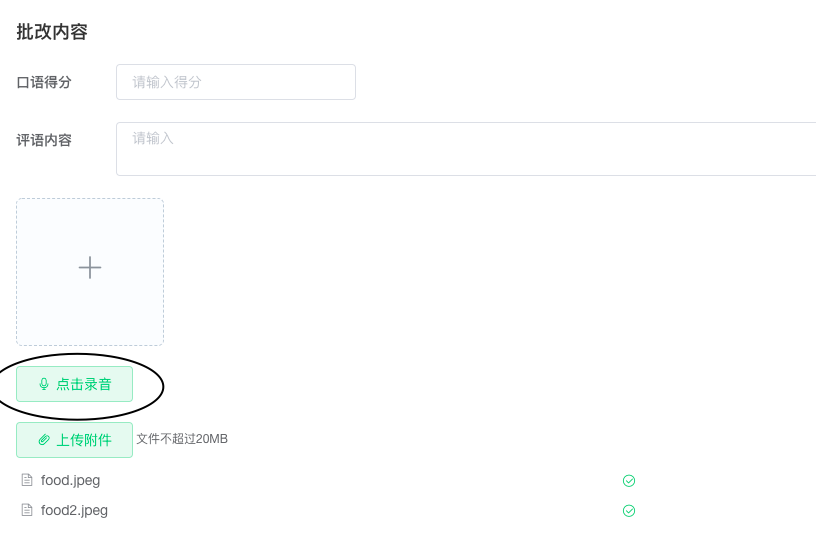 批改内容
口语得分 请输入得分
评语内容 请输入
点击录音
上传附件 文件不超过20MB
food.jpeg
food2.jpeg